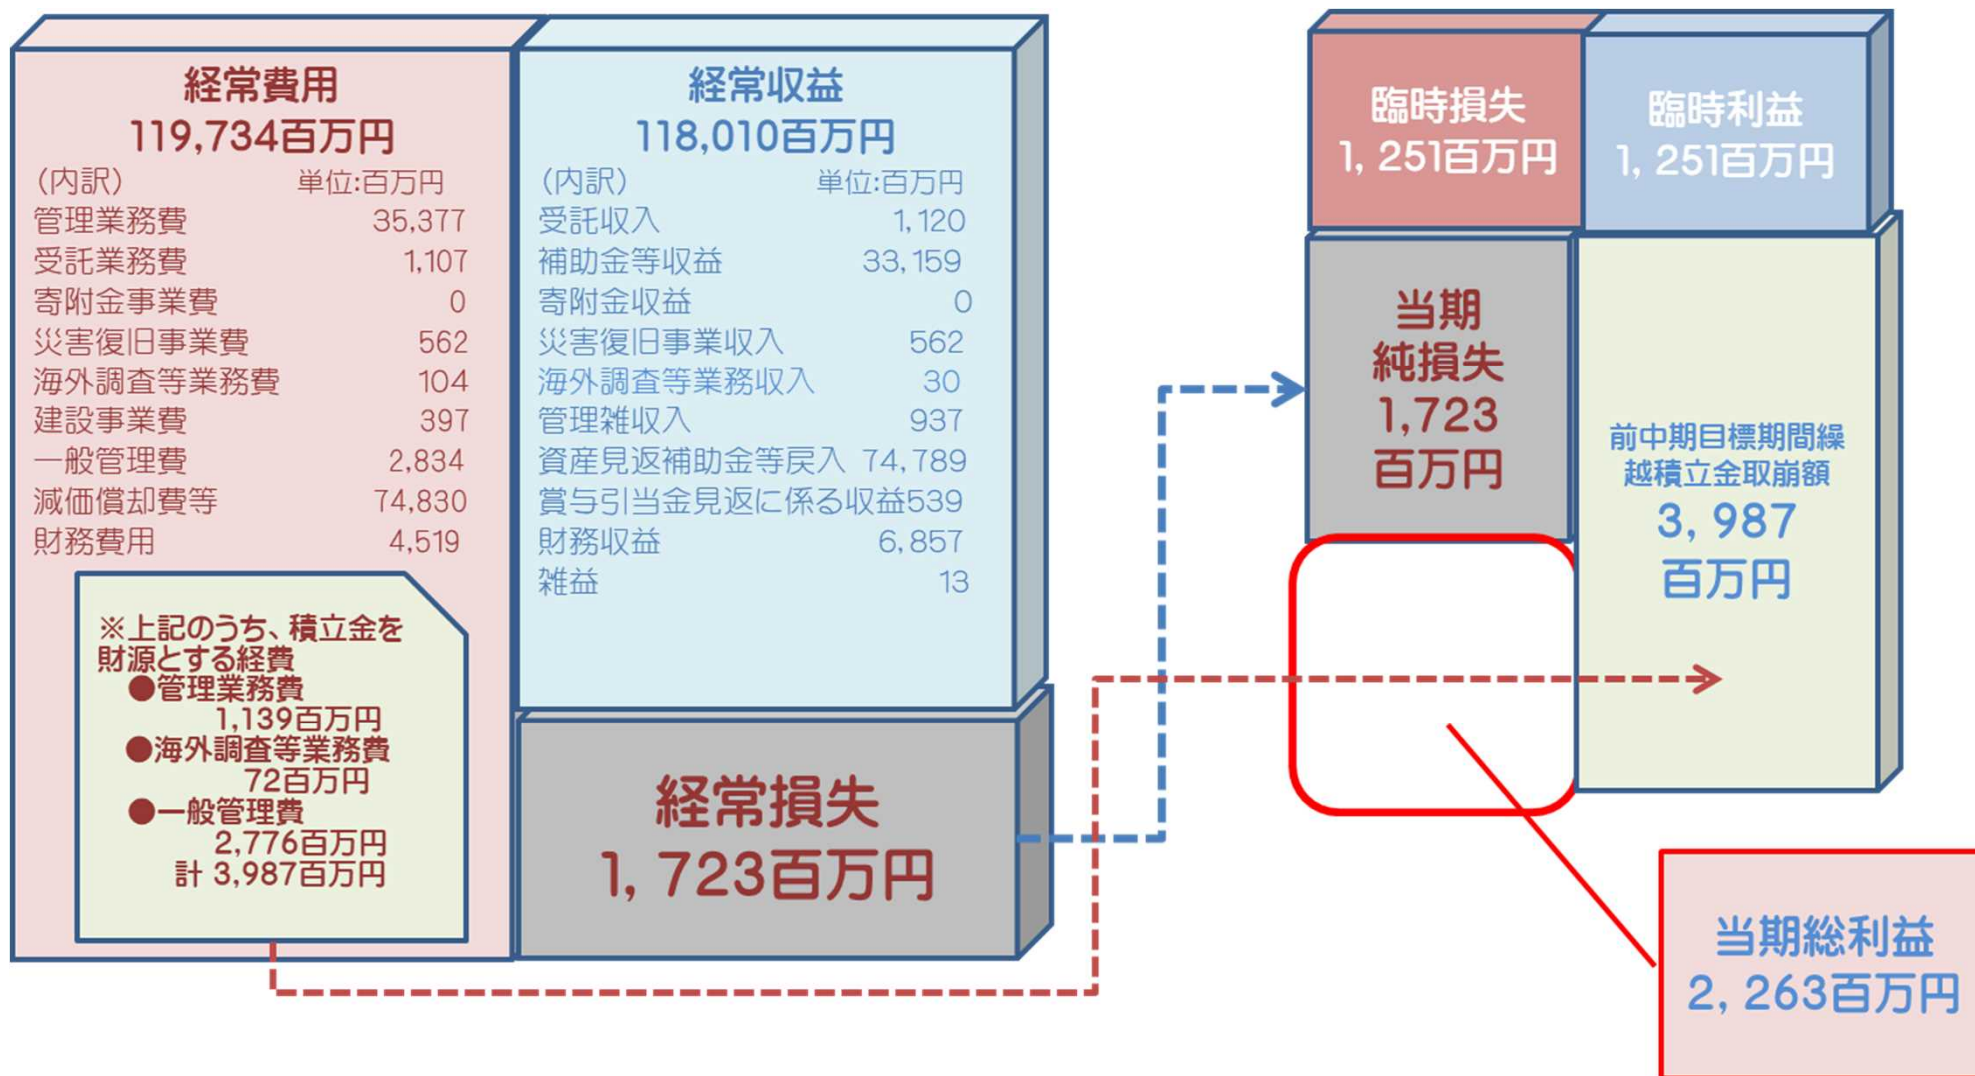 経常費用
119,734百万円
（内訳） 単位:百万円
管理業務費 35,377
受託業務費 1,107
寄附金事業費 0
災害復旧事業費 562
海外調査等業務費 104
建設事業費 397
一般管理費 2,834
減価償却費等 74,830
財務費用 4,519
※上記のうち、積立金を
財源とする経費
●管理業務費
1,139百万円
●海外調査等業務費
72百万円
●一般管理費
2,776百万円
計 3,987百万円
経常収益
118,010百万円
（内訳） 単位:百万円
受託収入 1,120
補助金等収益 33,159
寄附金収益 0
災害復旧事業収入 562
海外調査等業務収入 30
管理雑収入 937
資産見返補助金等戻入 74,789
賞与引当金見返に係る収益539
財務収益 6,857
雑益 13
経常損失
1,723百万円
臨時損失
1,251百万円
臨時利益
1,251百万円
当期
純損失
1,723
百万円
前中期目標期間繰
越積立金取崩額
3,987
百万円
当期総利益
2,263百万円